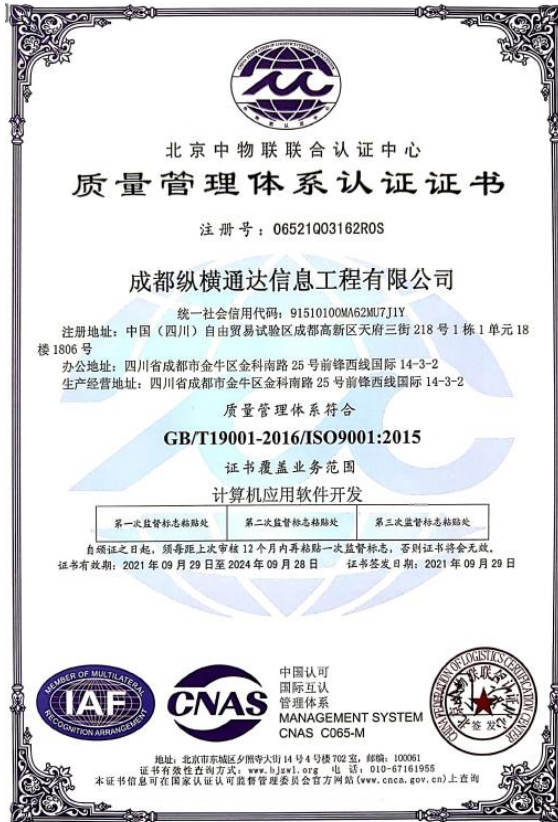 北京中物联联合认证中心
质量管理体系认证证书
注册号：06521Q03162R0S
成都纵横通达信息工程有限公司
统一社会信用代码：91510100MA62MU7J1Y
注册地址：中国（四川）自由贸易试验区成都高新区天府三街 218 号 1 栋 1 单元 18
楼 1806 号
办公地址：四川省成都市金牛区金科南路 25 号前锋西线国际 14-3-2
生产经营地址：四川省成都市金牛区金科南路 25 号前锋西线国际 14-3-2
质量管理体系符合
GB/T19001-2016/ISO9001:2015
证书覆盖业务范围
计算机应用软件开发
第一次监督标志粘贴处 第二次监督标志粘贴处 第三次监督标志粘贴处
自颁证之日起，须每距上次审核 12 个月内再粘贴一次监督标志，否则证书将会无效。
证书有效期：2021 年 09 月 29 日至 2024 年 09 月 28 日 证书签发日期：2021 年 09 月 29 日
MEMBER OF MULTILATERAL
IAF
RECOGNITION ARRANGEMENT
CNAS
中国认可
国际互认
管理体系
MANAGEMENT SYSTEM
CNAS C065-M
签发
地址：北京市东城区夕照寺大街 14 号 4 号楼 702 室，邮编：100061
证书有效性查询方式：www.bjzwl.org 电话：010-67161955
本证书信息可在国家认证认可监督管理委员会官方网站(www.cnca.gov.cn)上查询